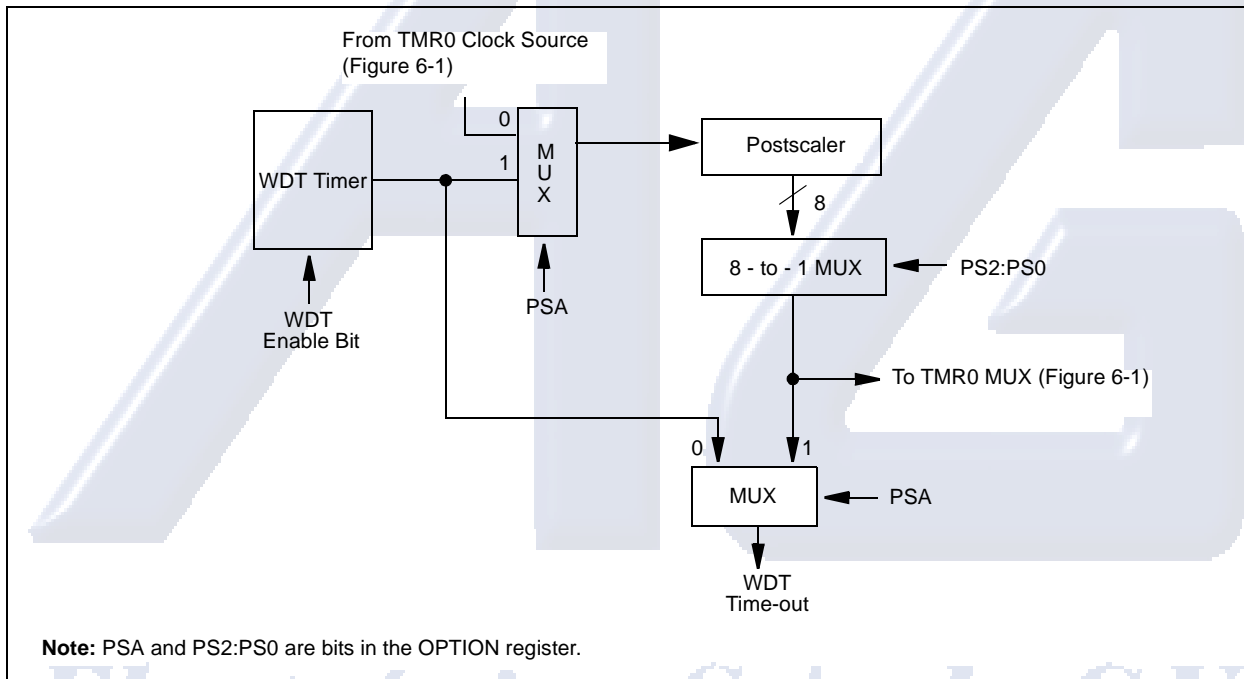 From TMR0 Clock Source
(Figure 6-1)
0
1
M
U
X
WDT Timer
Postscaler
8
8 - to - 1 MUX
PS2:PS0
PSA
WDT
Enable Bit
To TMR0 MUX (Figure 6-1)
0
1
MUX
PSA
WDT
Time-out
Note: PSA and PS2:PS0 are bits in the OPTION register.